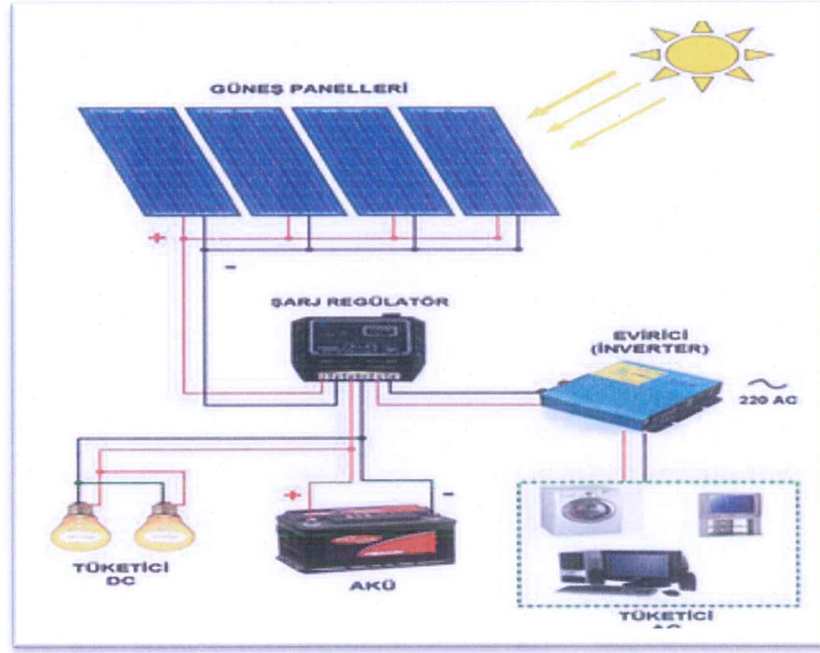 GÜNEŞ PANELLERİ
+
-
ŞARJ REGÜLATÖR
EVİRİCİ
(İNVERTER)
220 AC
+
-
TÜKETİCİ
DC
AKÜ
TÜKETİCİ